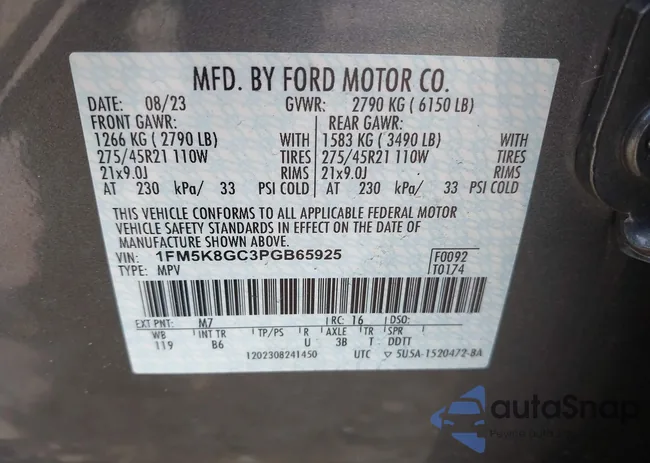 MFD. BY FORD MOTOR CO.
DATE: 08/23 GVWR: 2790 KG ( 6150 LB)
FRONT GAWR: REAR GAWR:
1266 KG ( 2790 LB) WITH 1583 KG ( 3490 LB) WITH
275/45R21 110W TIRES 275/45R21 110W TIRES
21x9.0J RIMS 21x9.0J RIMS
AT 230 kPa/ 33 PSI COLD AT 230 kPa/ 33 PSI COLD
THIS VEHICLE CONFORMS TO ALL APPLICABLE FEDERAL MOTOR
VEHICLE SAFETY STANDARDS IN EFFECT ON THE DATE OF
MANUFACTURE SHOWN ABOVE.
VIN: 1FM5K8GC3PGB65925 F0092
TYPE: MPV T0174
EXT PNT: M7 RC: 16 DSO:
WB INT TR TP/PS R AXLE TR SPR
119 B6 U 3B T DDTT
1202308241450 UTC ▽ 5U5A-1520472-BA
autoSnap